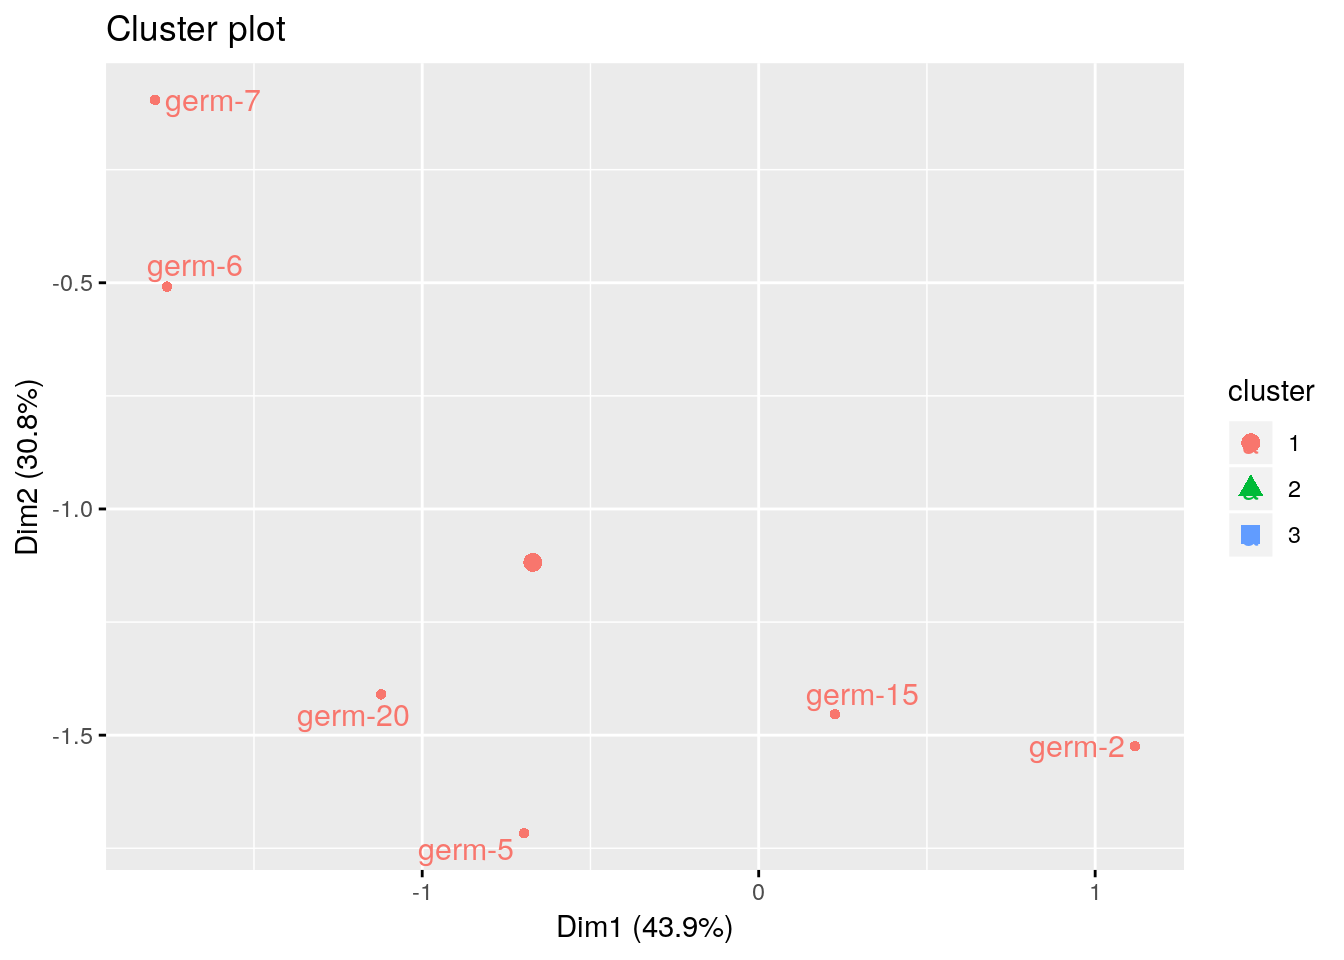 Cluster plot
germ-7
germ-6
germ-20
germ-15
germ-2
germ-5
-0.5
-1.0
-1.5
-1
0
1
Dim1 (43.9%)
Dim2 (30.8%)
cluster
1
2
3